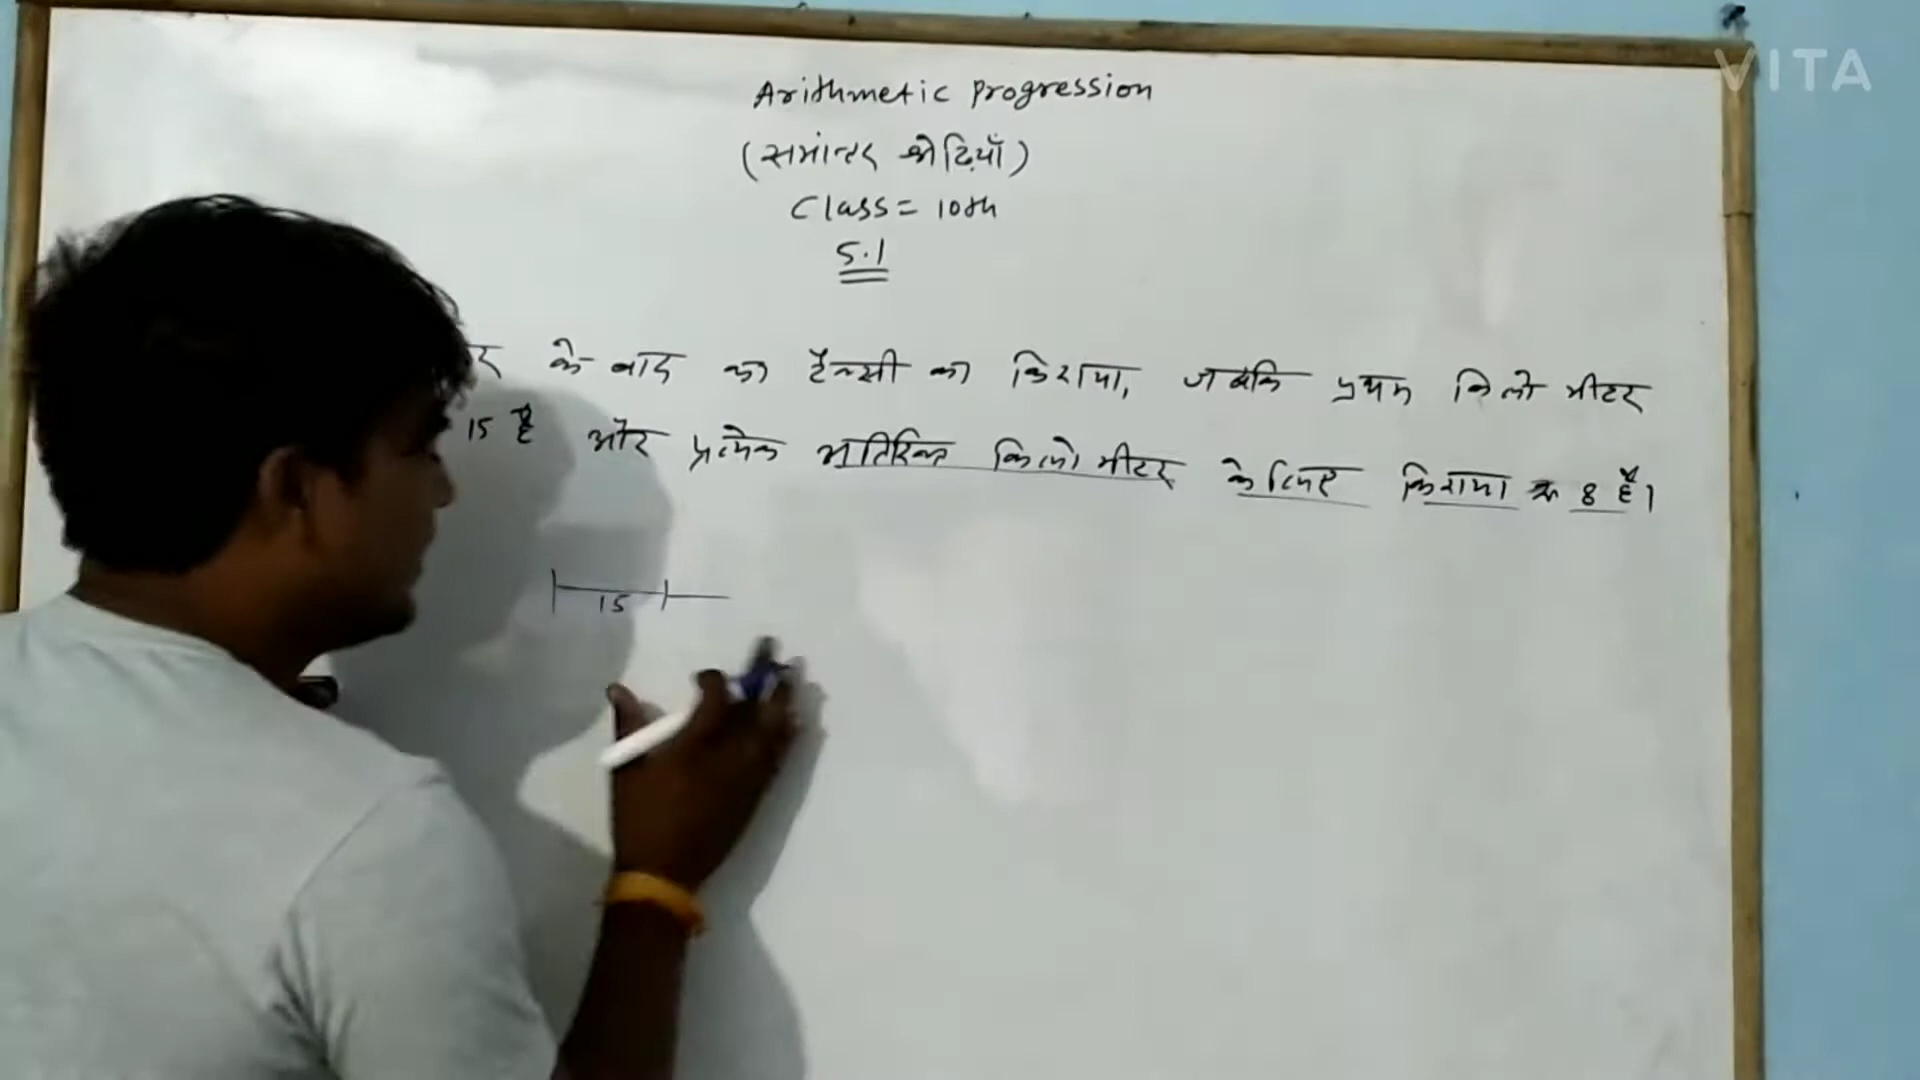 VITA
Arithmetic progression
(समांन्तर श्रेढ़ियाँ)
Class = 10th
5.1
के बाद का टैक्सी का किराया, जबकि प्रथम किलो मीटर
15 है और प्रत्येक अतिरिक्त किलो मीटर के लिए किराया रू 8 है।
15